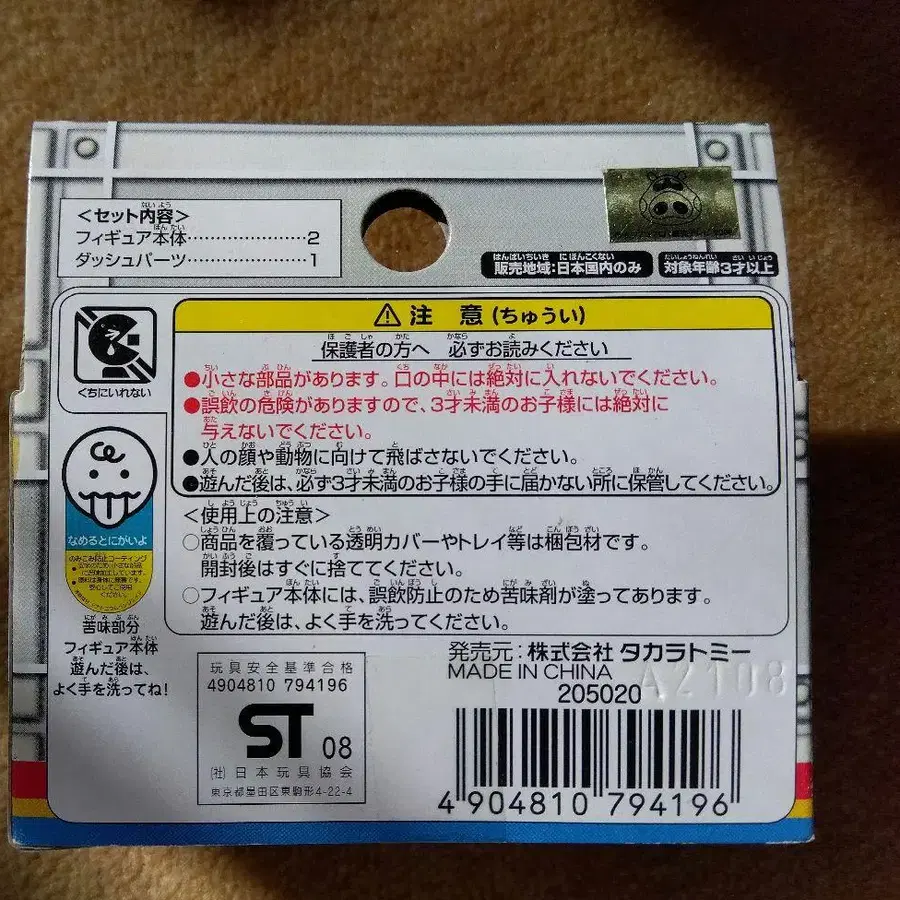 <セット内容>
フィギュア本体……………………2
ダッシュパーツ……………………1
販売地域:日本国内のみ
対象年齢3才以上
くちにいれない
⚠ 注 意 (ちゅうい)
保護者の方へ 必ずお読みください
●小さな部品があります。口の中には絶対に入れないでください。
●誤飲の危険がありますので、3才未満のお子様には絶対に
与えないでください。
●人の顔や動物に向けて飛ばさないでください。
●遊んだ後は、必ず3才未満のお子様の手に届かない所に保管してください。
<使用上の注意>
○商品を覆っている透明カバーやトレイ等は梱包材です。
開封後はすぐに捨ててください。
○フィギュア本体には、誤飲防止のため苦味剤が塗ってあります。
遊んだ後は、よく手を洗ってください。
なめるとにがいよ
のみこみ防止コーティング
苦味部分
フィギュア本体
遊んだ後は、
よく手を洗ってね!
玩具安全基準合格
4904810 794196
ST 08
(社)日本玩具協会
東京都墨田区東駒形4-22-4
発売元:株式会社 タカラトミー
MADE IN CHINA
205020
A2108
4 904810 794196